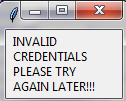 INVALID
CREDENTIALS
PLEASE TRY
AGAIN LATER!!!